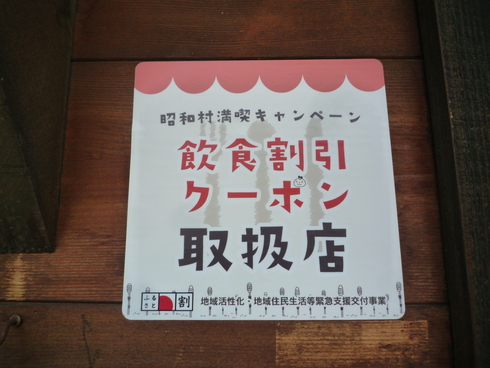 昭和村満喫キャンペーン
飲食割引
クーポン
取扱店
ふるさと割
地域活性化・地域住民生活等緊急支援交付事業